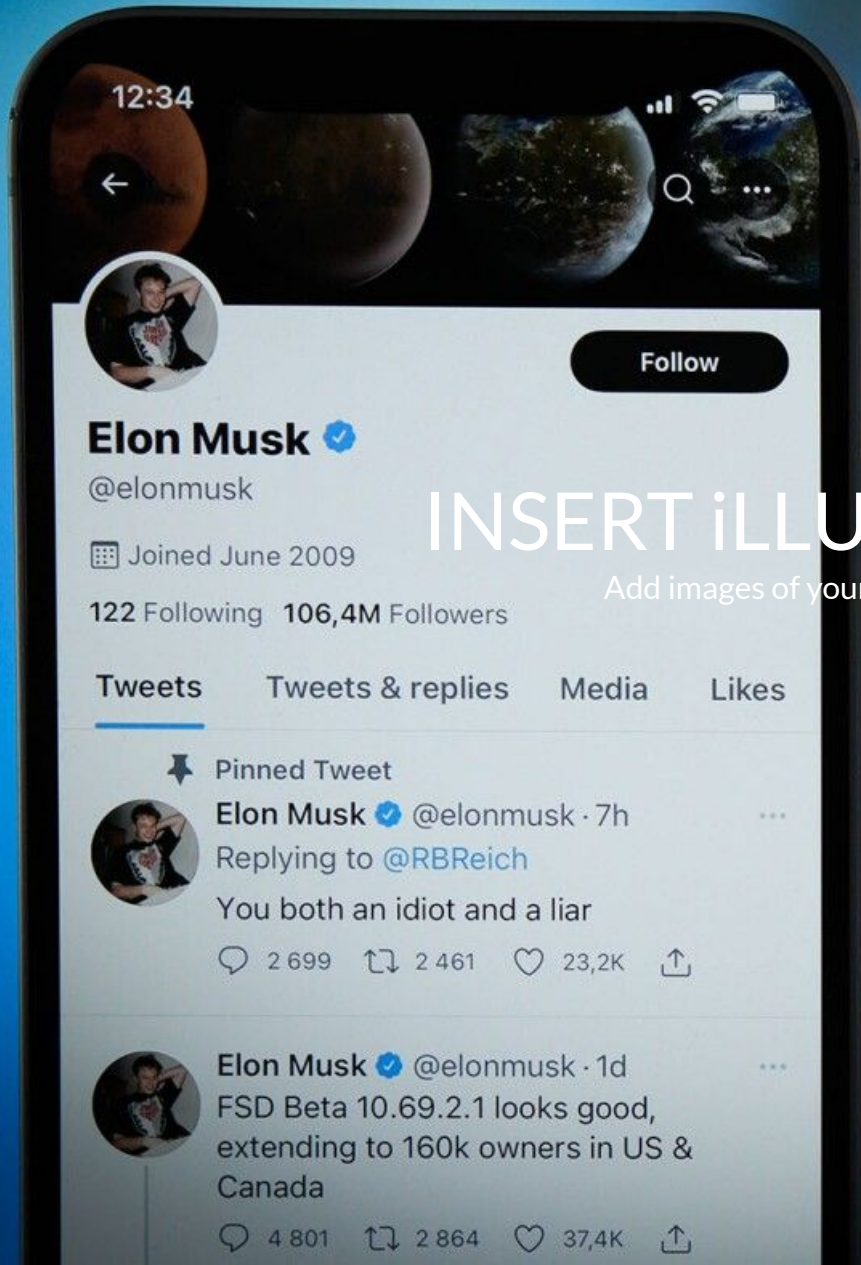 12:34
Follow
Elon Musk
@elonmusk
INSERT iLLU
Joined June 2009
Add images of your
122 Following 106,4M Followers
Tweets Tweets & replies Media Likes
Pinned Tweet
Elon Musk @elonmusk · 7h
Replying to @RBReich
You both an idiot and a liar
2 699 2 461 23,2K
Elon Musk @elonmusk · 1d
FSD Beta 10.69.2.1 looks good,
extending to 160k owners in US &
Canada
4 801 2 864 37,4K